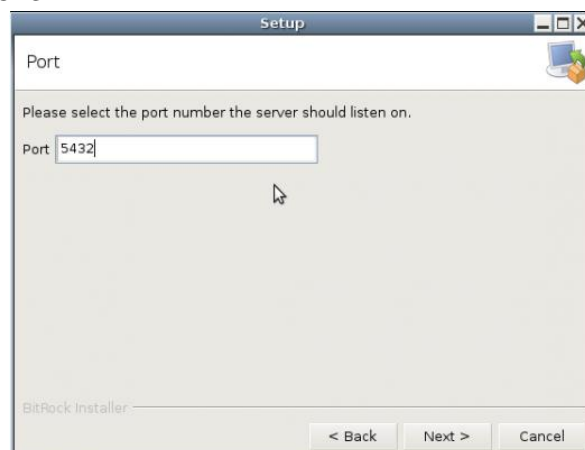 Setup
Port
Please select the port number the server should listen on.
Port 5432
BitRock Installer
< Back Next > Cancel